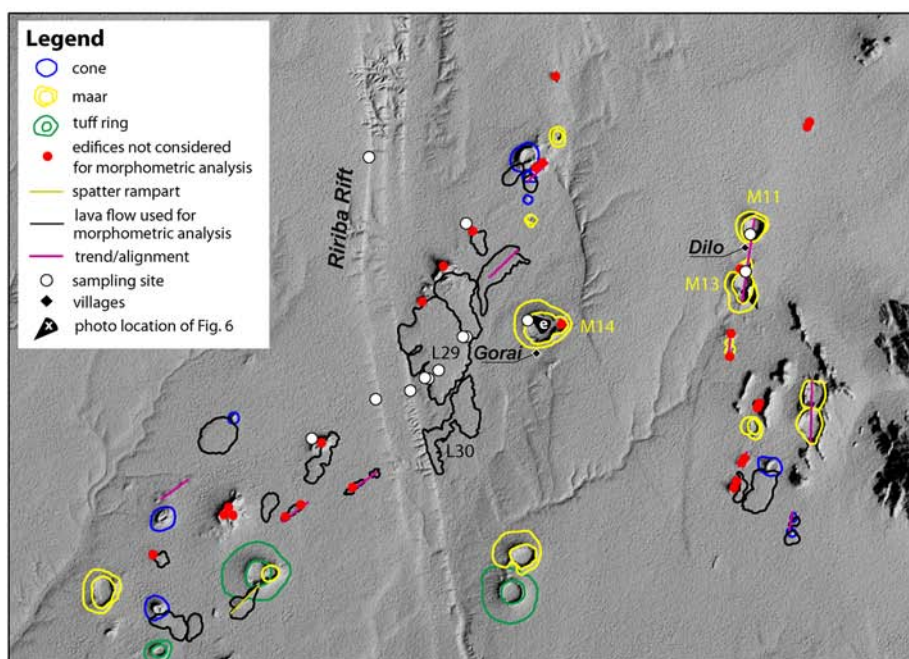 Legend
cone
maar
tuff ring
edifices not considered
for morphometric analysis
spatter rampart
lava flow used for
morphometric analysis
trend/alignment
sampling site
villages
x
photo location of Fig. 6
Ririba Rift
M11
Dilo
M13
e
M14
L29
Gorai
L30